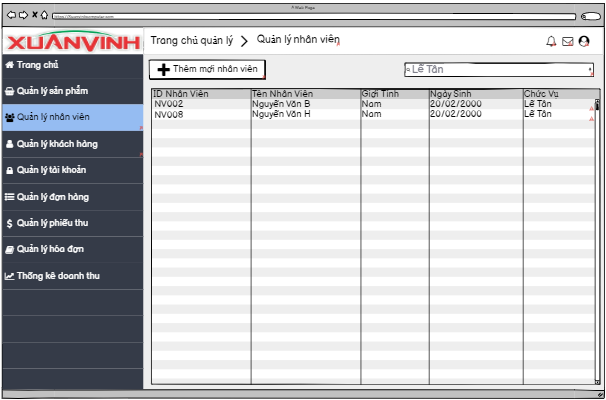 A Web Page
https://Xuanvinhcomputer.com
XUÂNVINH
Trang chủ quản lý
Quản lý nhân viên
Trang chủ
Thêm mới nhân viên
Lễ Tân
Quản lý sản phẩm
Quản lý nhân viên
Quản lý khách hàng
Quản lý tài khoản
Quản lý đơn hàng
Quản lý phiếu thu
Quản lý hóa đơn
Thống kê doanh thu
ID Nhân Viên Tên Nhân Viên Giới Tính Ngày Sinh Chức Vụ
NV002 Nguyễn Văn B Nam 20/02/2000 Lễ Tân
NV008 Nguyễn Văn H Nam 20/02/2000 Lễ Tân